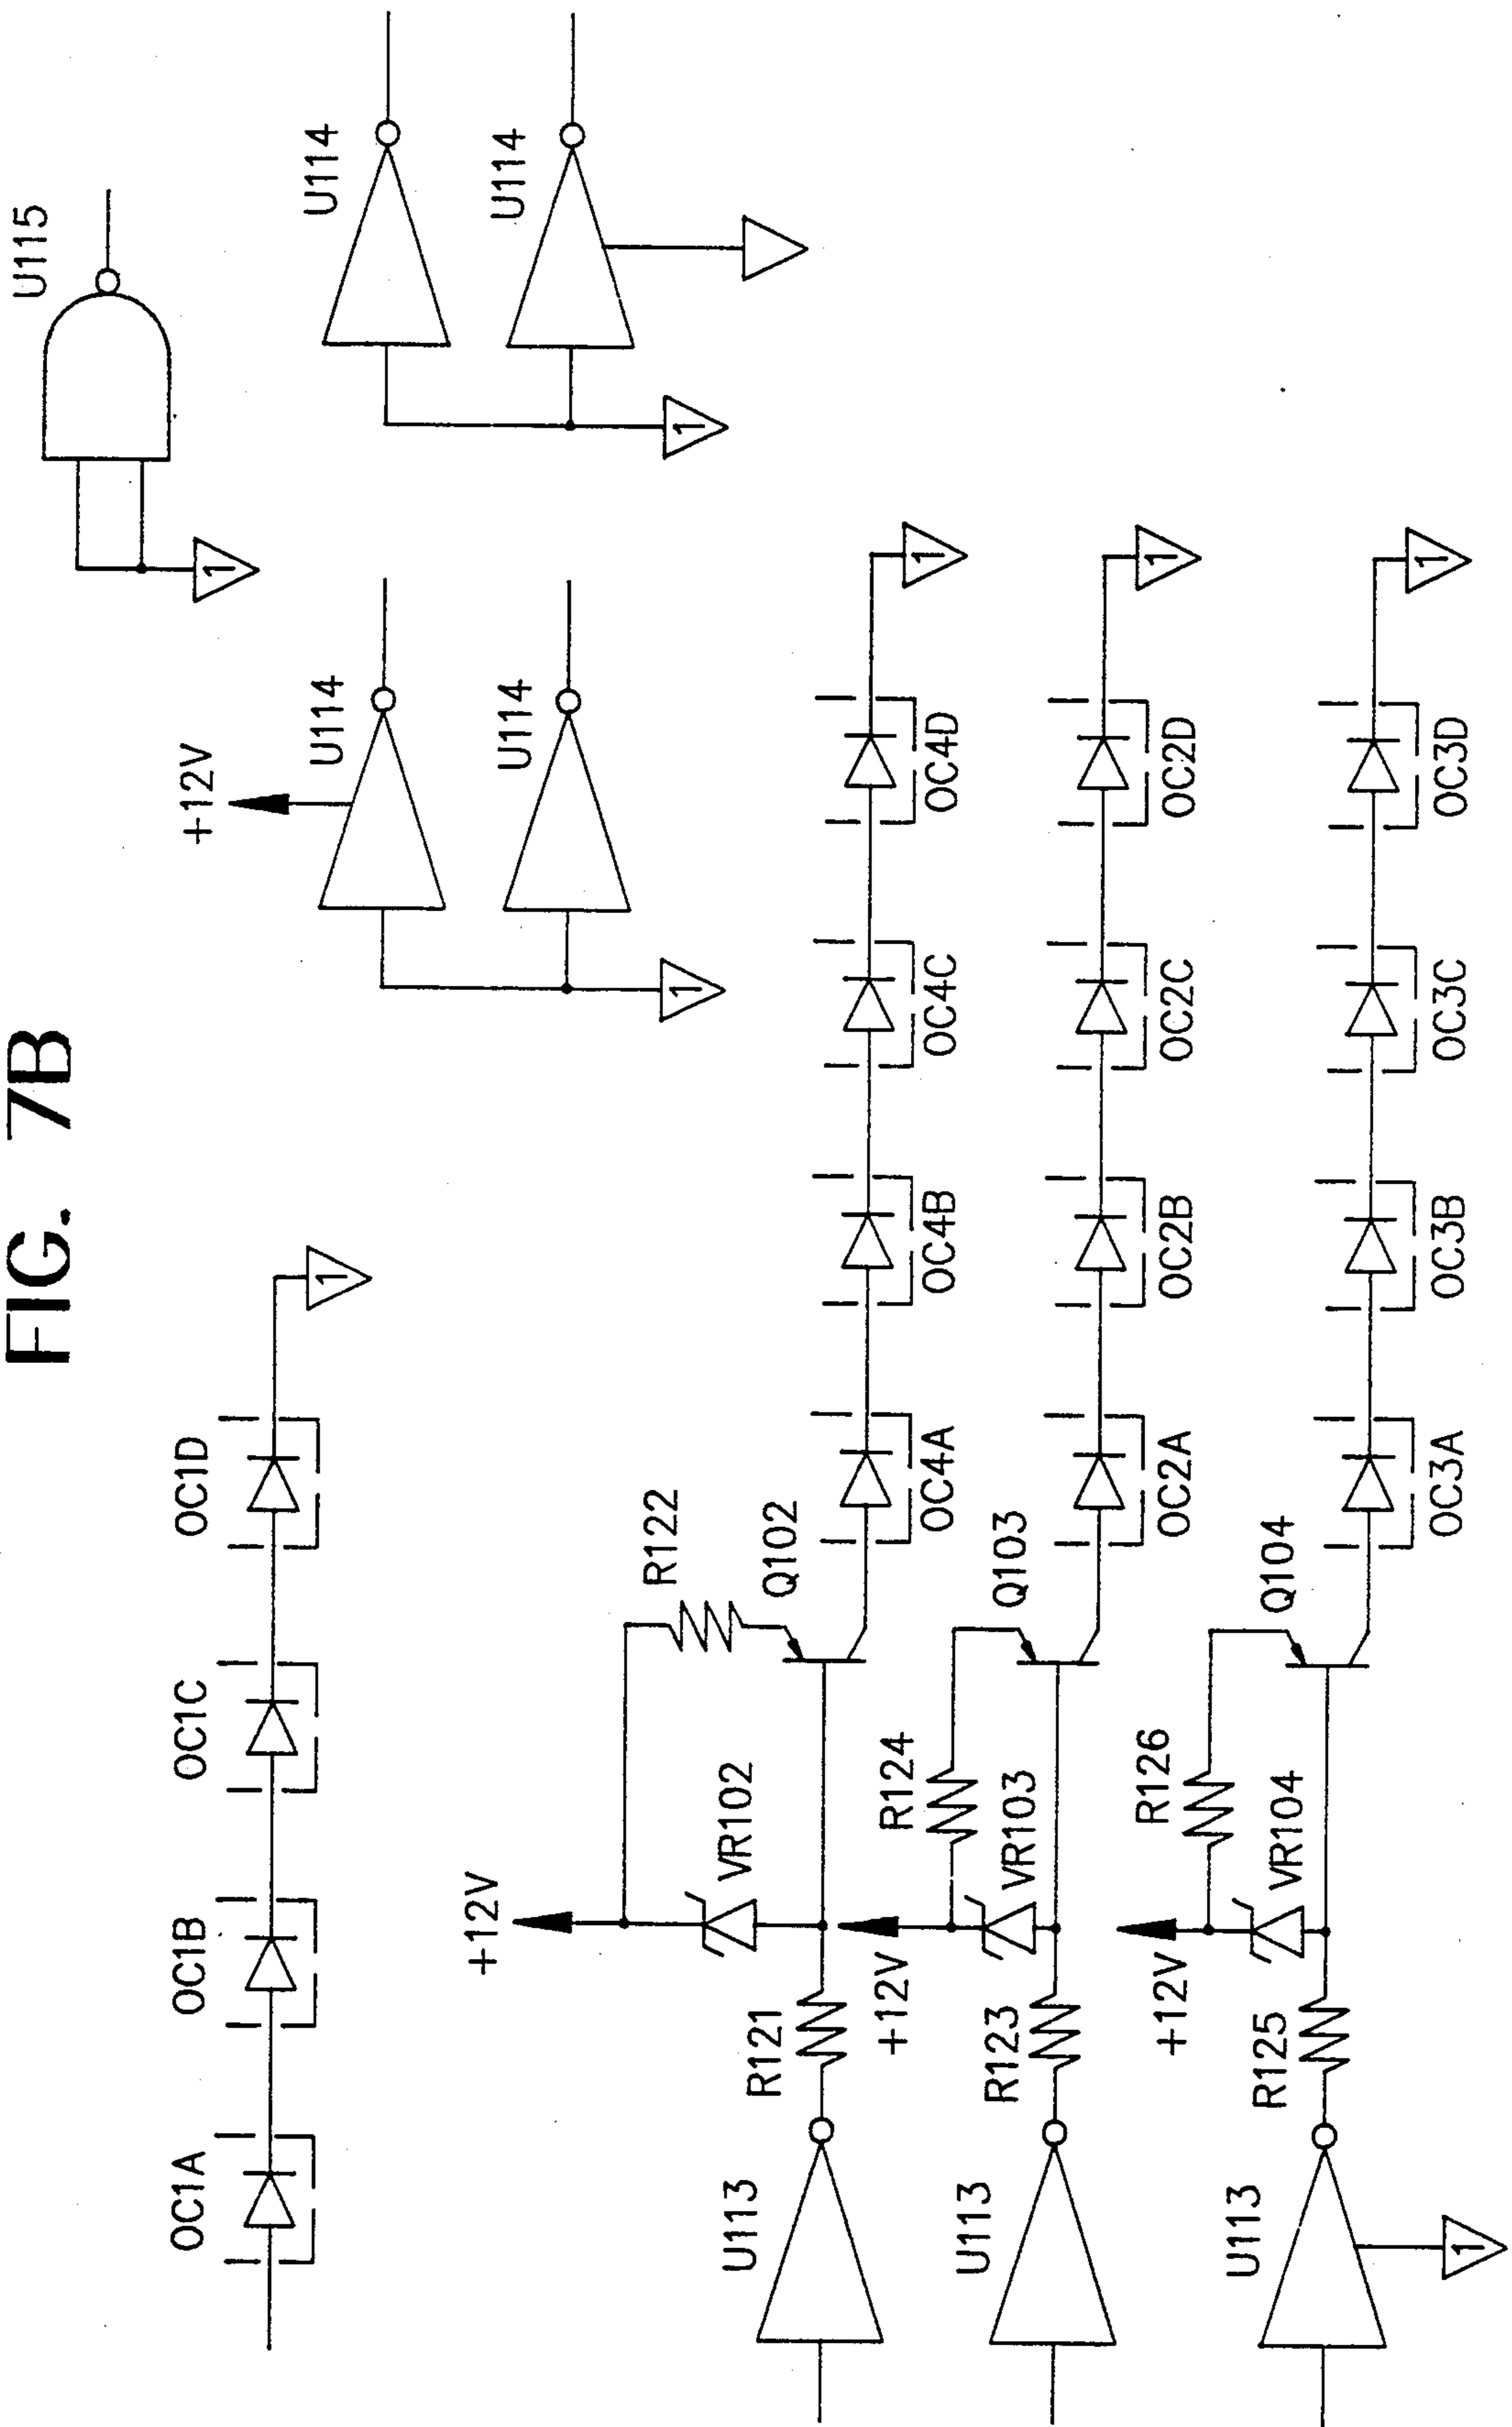 FIG. 7B
U115
1
+12V
U114
U114
1
U114
U114
1
OC1A
OC1B
OC1C
OC1D
1
+12V
R122
U113
R121
VR102
Q102
OC4A
OC4B
OC4C
OC4D
1
+12V
R124
U113
R123
VR103
Q103
OC2A
OC2B
OC2C
OC2D
1
+12V
R126
U113
R125
VR104
Q104
OC3A
OC3B
OC3C
OC3D
1
1